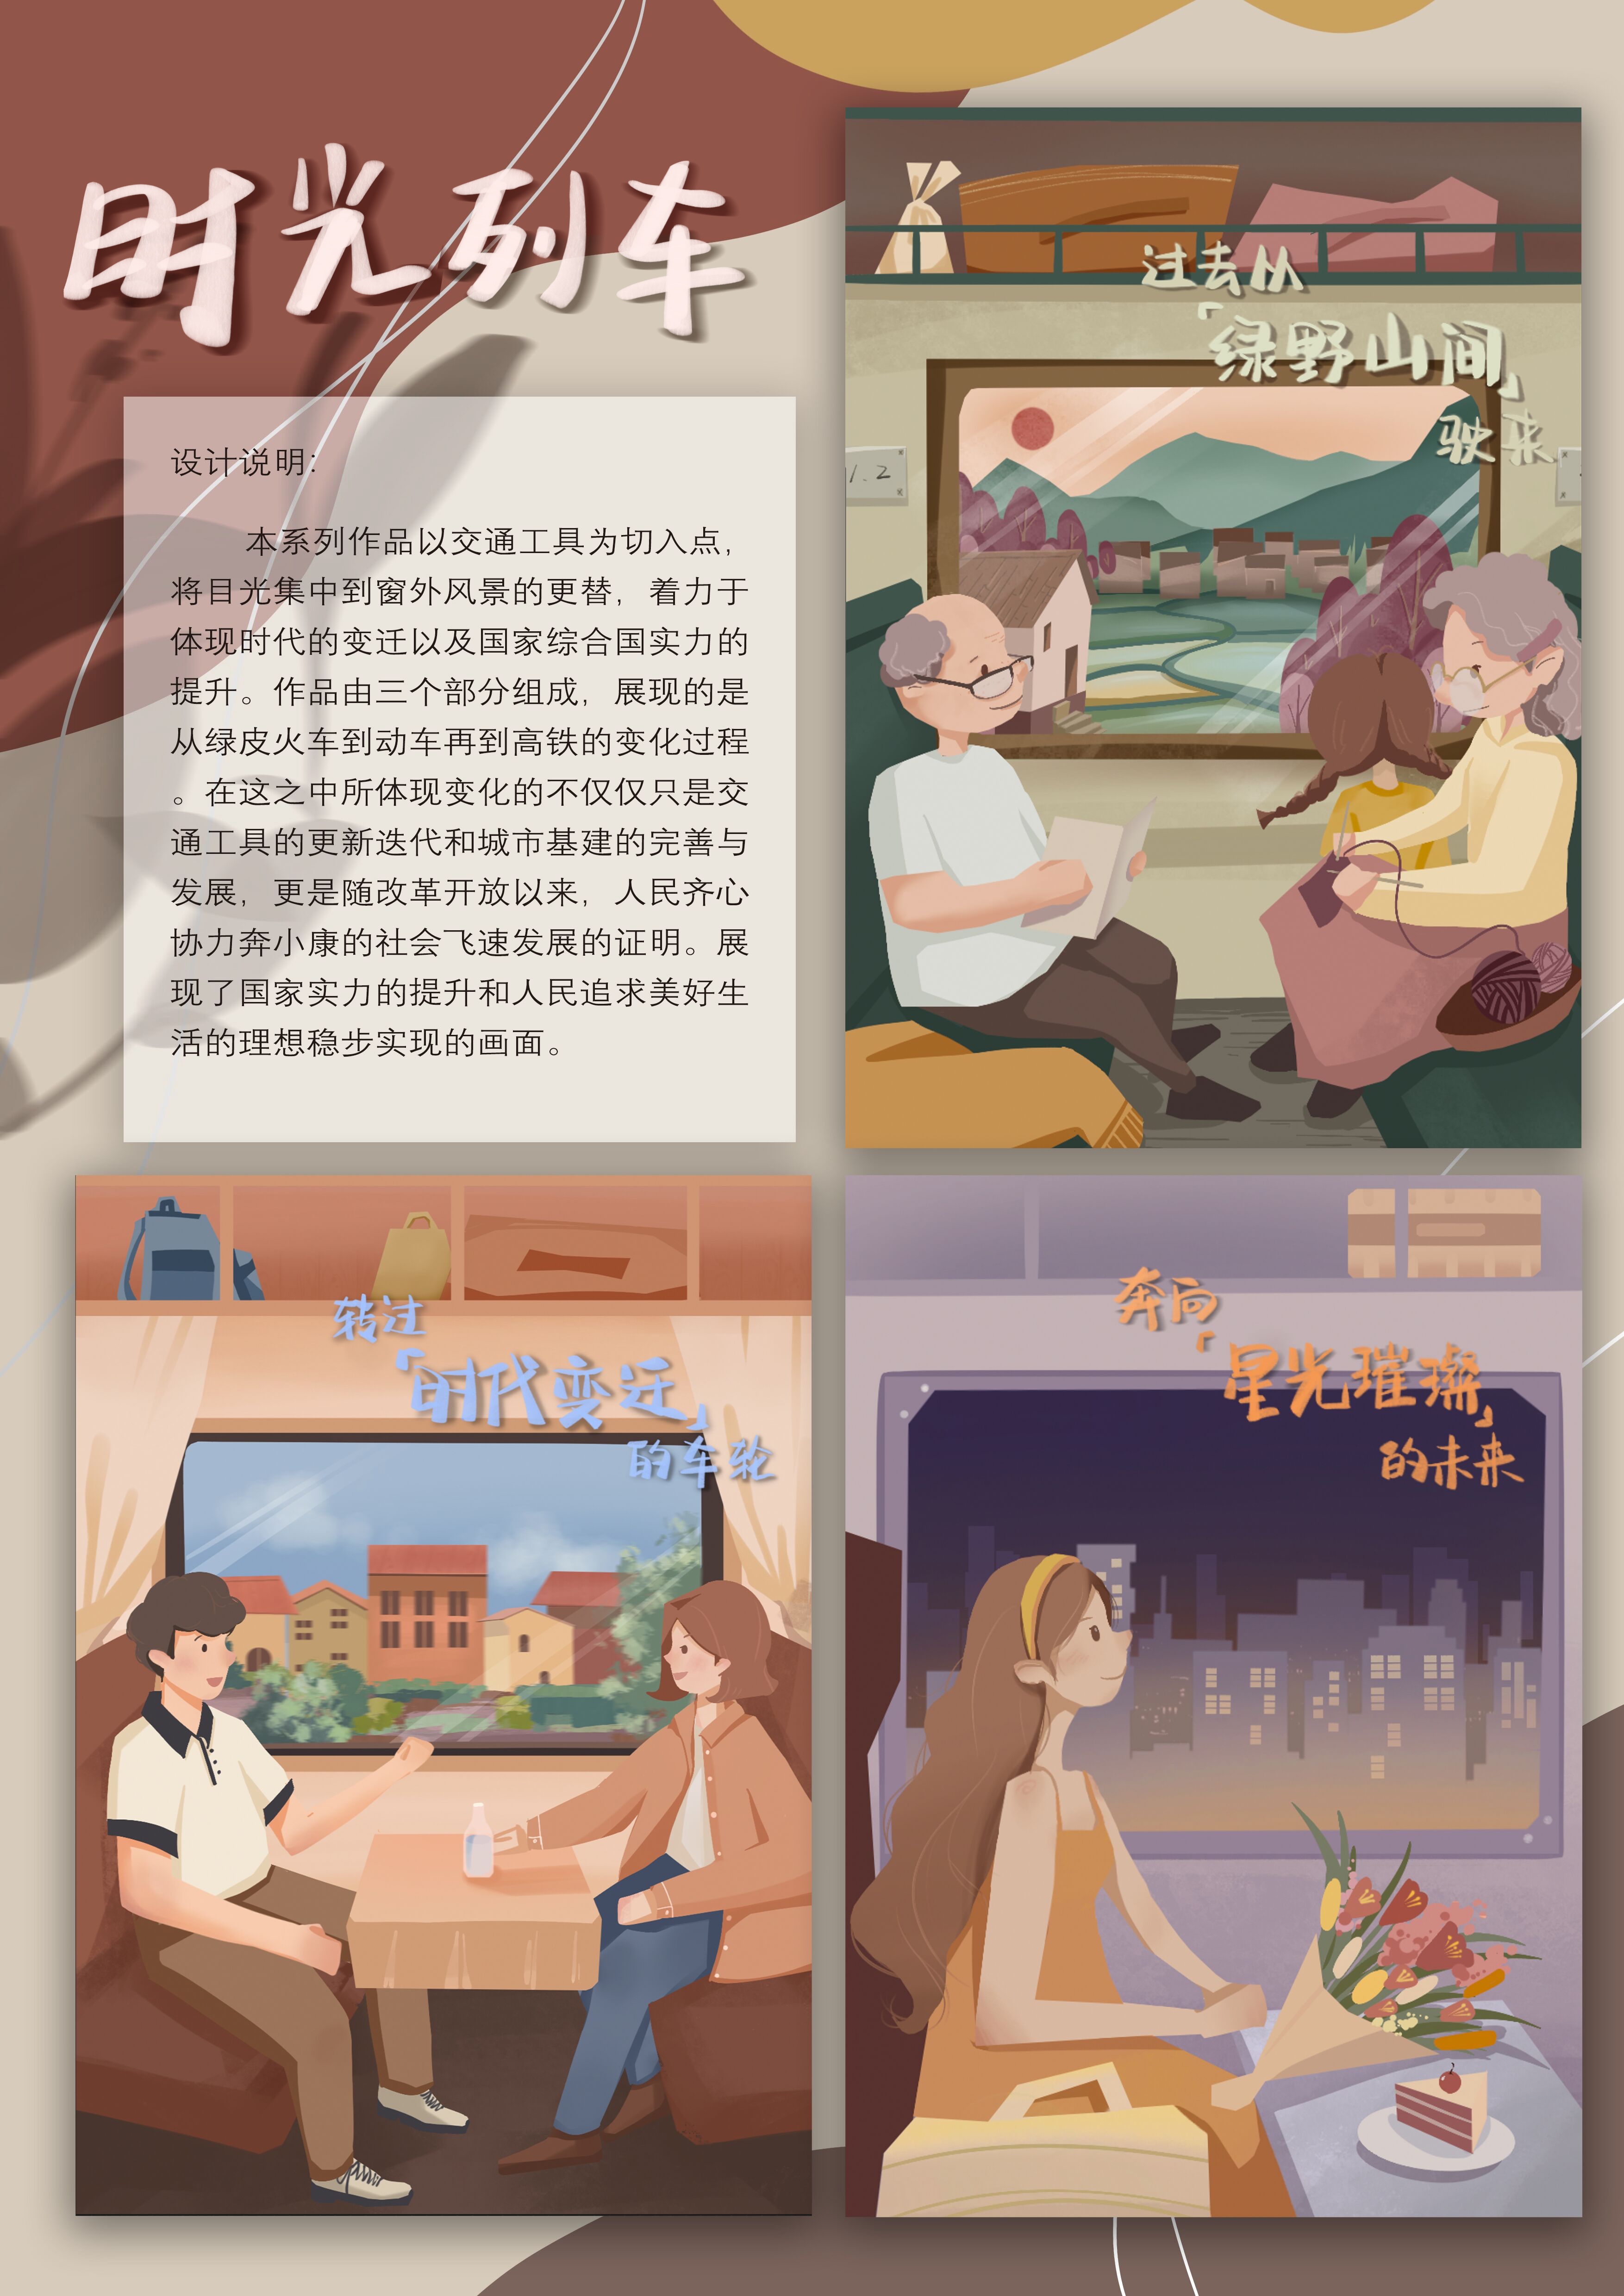 时光列车
设计说明：
本系列作品以交通工具为切入点，
将目光集中到窗外风景的更替，着力于
体现时代的变迁以及国家综合国实力的
提升。作品由三个部分组成，展现的是
从绿皮火车到动车再到高铁的变化过程
。在这之中所体现变化的不仅仅只是交
通工具的更新迭代和城市基建的完善与
发展，更是随改革开放以来，人民齐心
协力奔小康的社会飞速发展的证明。展
现了国家实力的提升和人民追求美好生
活的理想稳步实现的画面。
过去从
「绿野山间」
驶来
1.2
转过
「时代变迁」
的车轮
奔向
「星光璀璨」
的未来